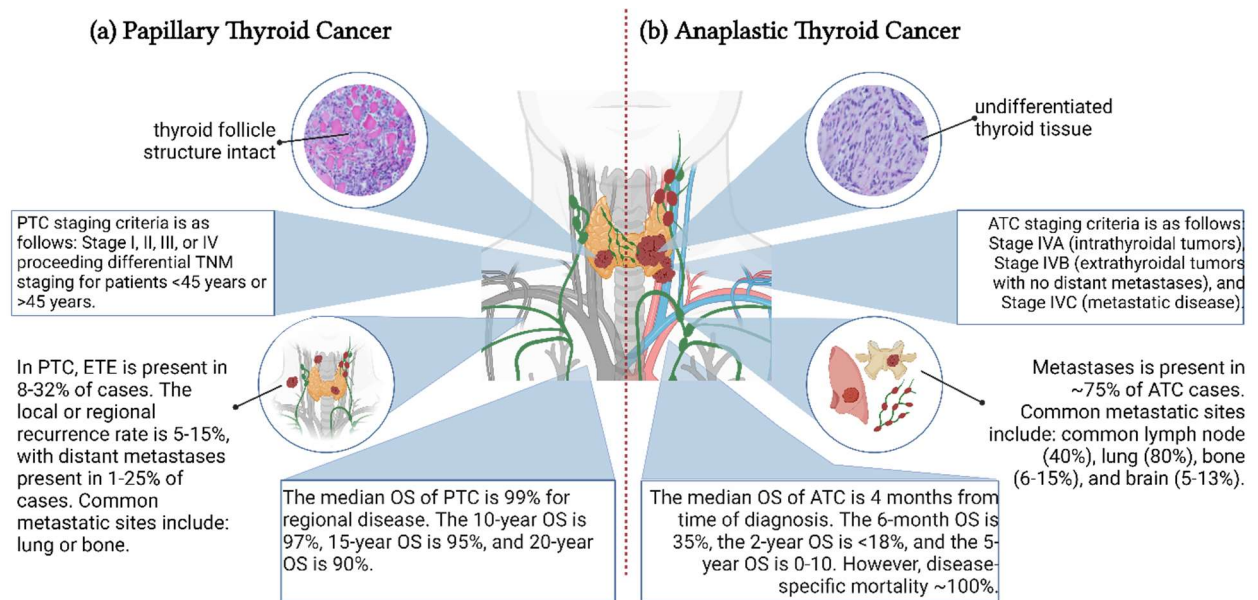 (a) Papillary Thyroid Cancer
thyroid follicle
structure intact
PTC staging criteria is as
follows: Stage I, II, III, or IV
proceeding differential TNM
staging for patients <45 years or
>45 years.
In PTC, ETE is present in
8-32% of cases. The
local or regional
recurrence rate is 5-15%,
with distant metastases
present in 1-25% of
cases. Common
metastatic sites include:
lung or bone.
The median OS of PTC is 99% for
regional disease. The 10-year OS is
97%, 15-year OS is 95%, and 20-year
OS is 90%.
(b) Anaplastic Thyroid Cancer
undifferentiated
thyroid tissue
ATC staging criteria is as follows:
Stage IVA (intrathyroidal tumors),
Stage IVB (extrathyroidal tumors
with no distant metastases), and
Stage IVC (metastatic disease).
Metastases is present in
~75% of ATC cases.
Common metastatic sites
include: common lymph node
(40%), lung (80%), bone
(6-15%), and brain (5-13%).
The median OS of ATC is 4 months from
time of diagnosis. The 6-month OS is
35%, the 2-year OS is <18%, and the 5-
year OS is 0-10. However, disease-
specific mortality ~100%.